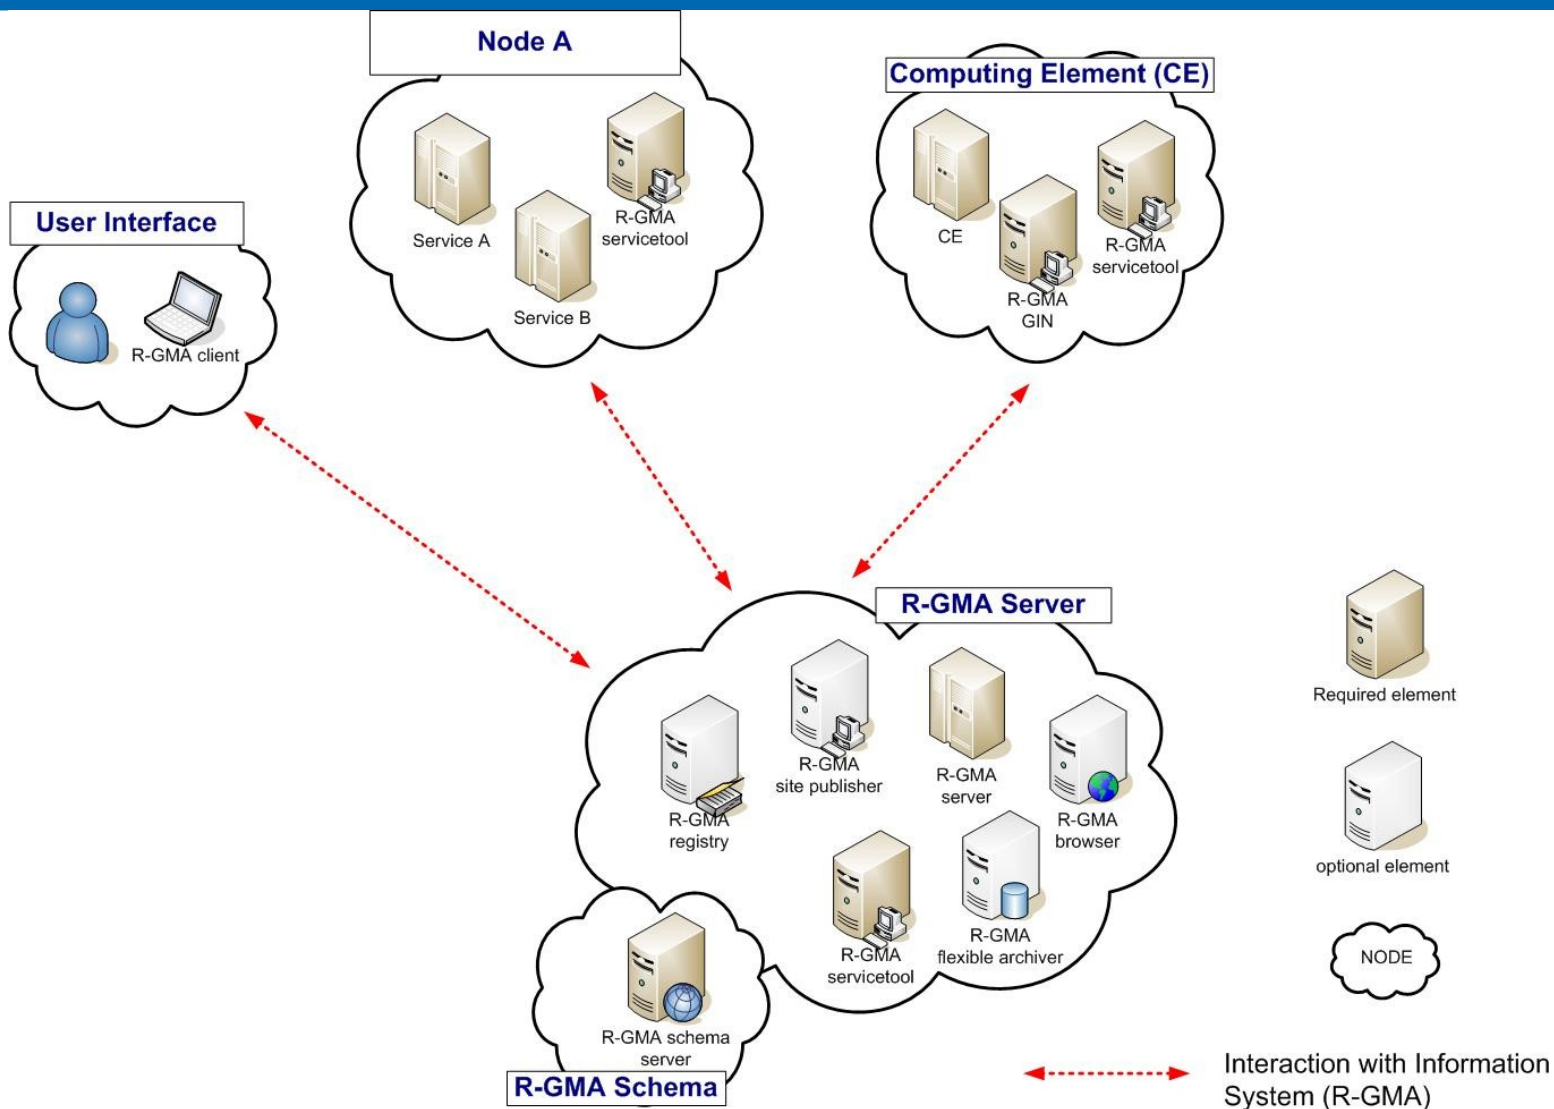 Node A
Computing Element (CE)
User Interface
Service A
R-GMA
servicetool
Service B
CE
R-GMA
servicetool
R-GMA
GIN
R-GMA client
R-GMA Server
Required element
R-GMA
site publisher
R-GMA
server
R-GMA
registry
R-GMA
browser
optional element
R-GMA
servicetool
R-GMA
flexible archiver
NODE
R-GMA schema
server
R-GMA Schema
Interaction with Information
System (R-GMA)